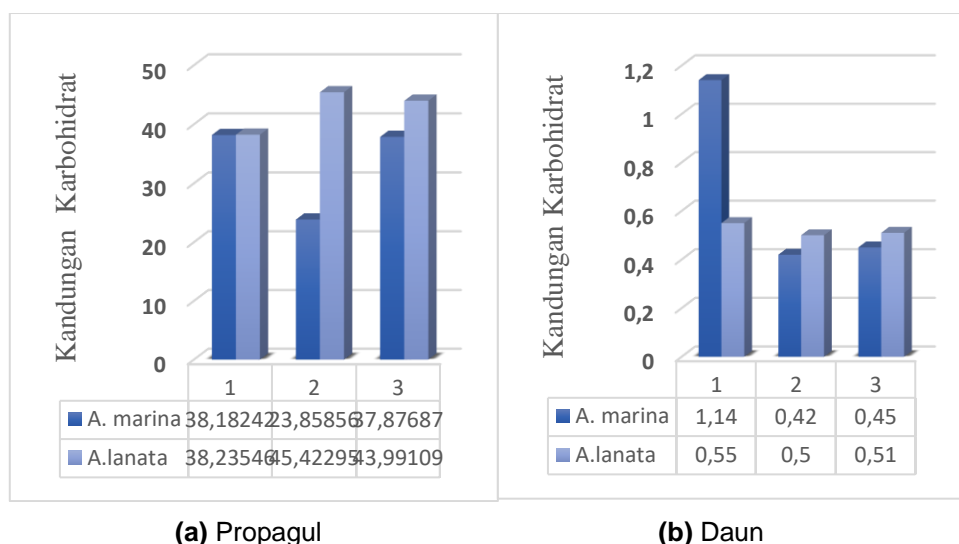 Kandungan Karbohidrat
50
40
30
20
10
0
1 2 3
A. marina 38,18242 23,85856 37,87687
A.lanata 38,23546 45,42295 43,99109
(a) Propagul
Kandungan Karbohidrat
1,2
1
0,8
0,6
0,4
0,2
0
1 2 3
A. marina 1,14 0,42 0,45
A.lanata 0,55 0,5 0,51
(b) Daun